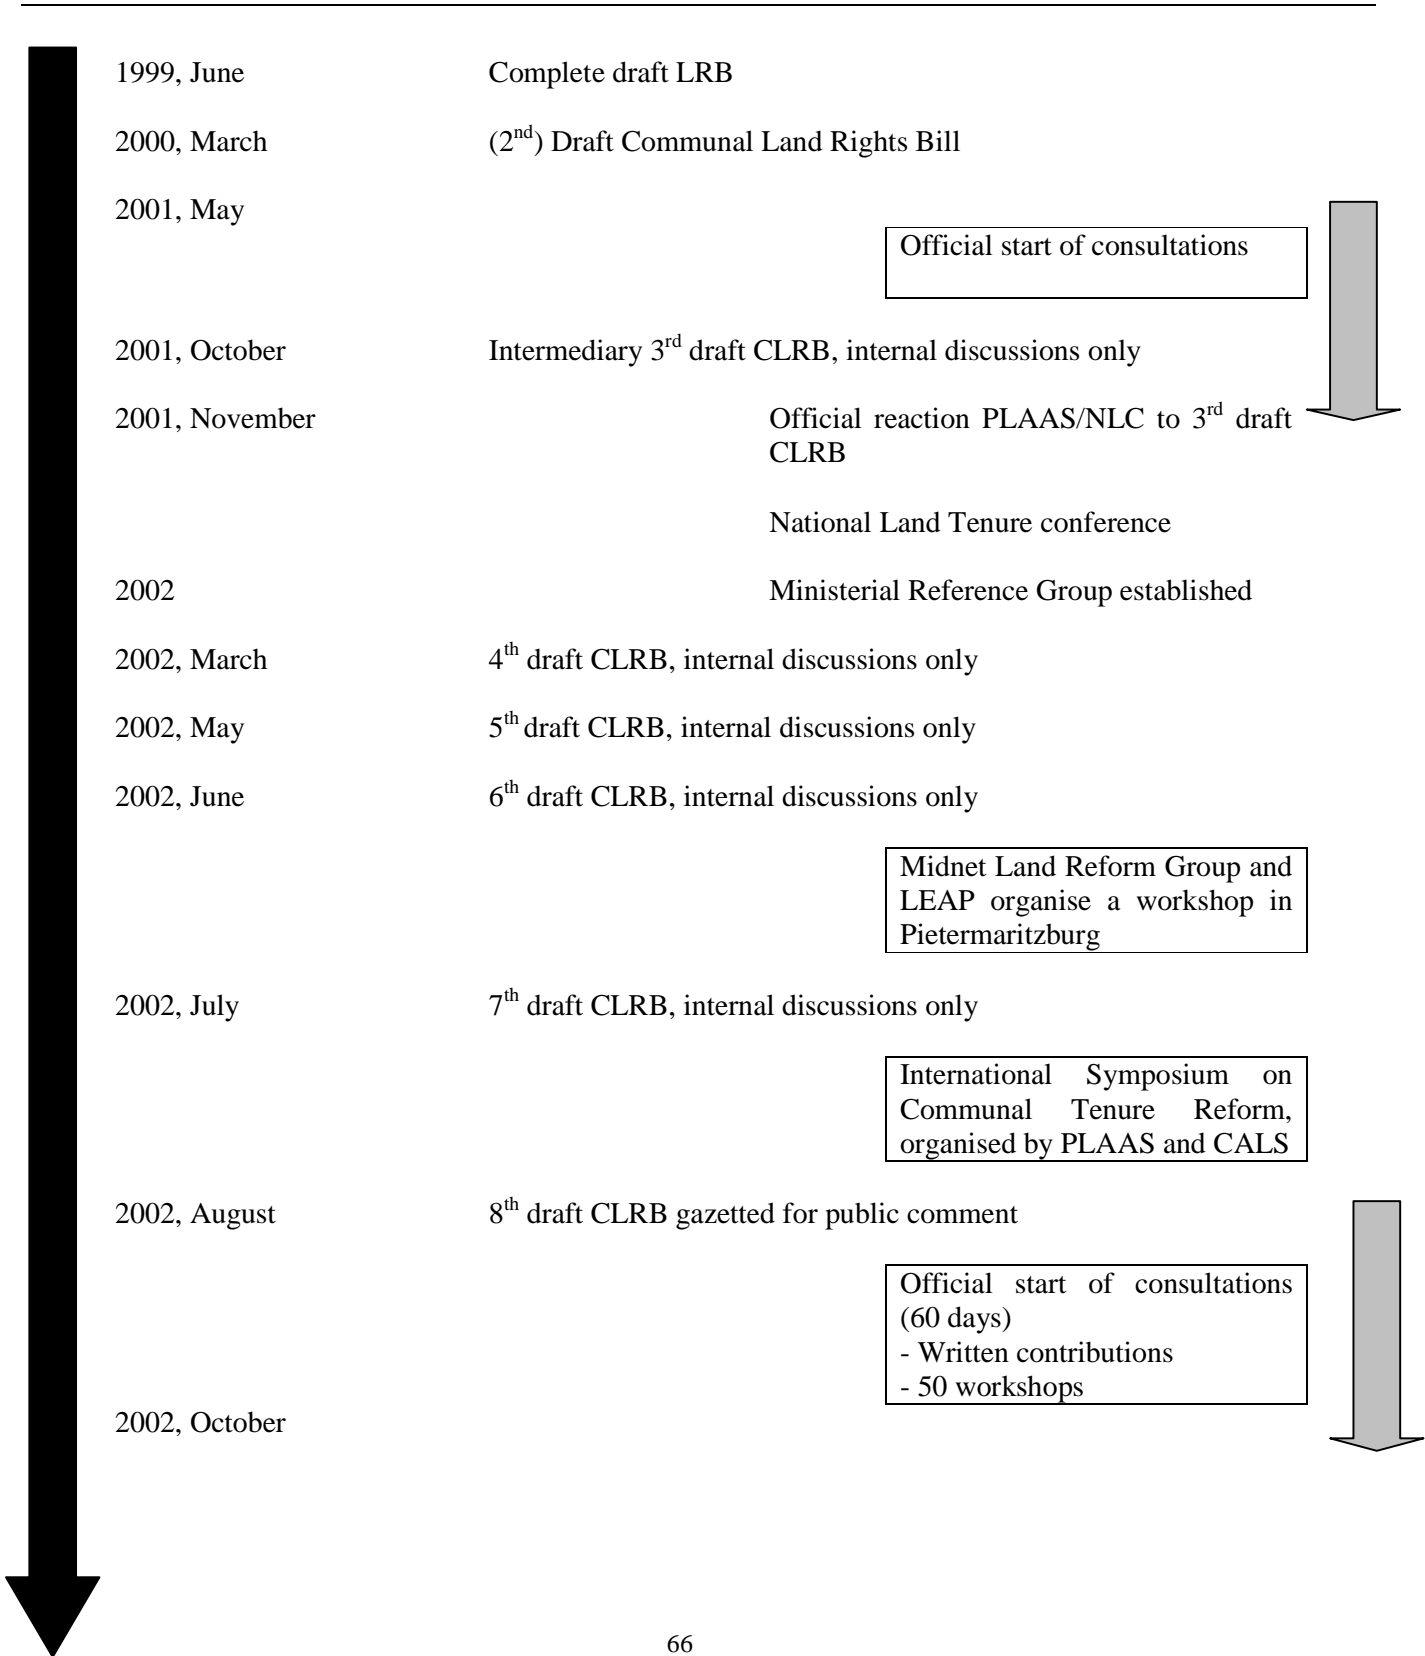 1999, June Complete draft LRB
2000, March (2nd) Draft Communal Land Rights Bill
2001, May
Official start of consultations
2001, October Intermediary 3rd draft CLRB, internal discussions only
2001, November Official reaction PLAAS/NLC to 3rd draft
CLRB
National Land Tenure conference
2002 Ministerial Reference Group established
2002, March 4th draft CLRB, internal discussions only
2002, May 5th draft CLRB, internal discussions only
2002, June 6th draft CLRB, internal discussions only
Midnet Land Reform Group and
LEAP organise a workshop in
Pietermaritzburg
2002, July 7th draft CLRB, internal discussions only
International Symposium on
Communal Tenure Reform,
organised by PLAAS and CALS
2002, August 8th draft CLRB gazetted for public comment
Official start of consultations
(60 days)
- Written contributions
- 50 workshops
2002, October
66